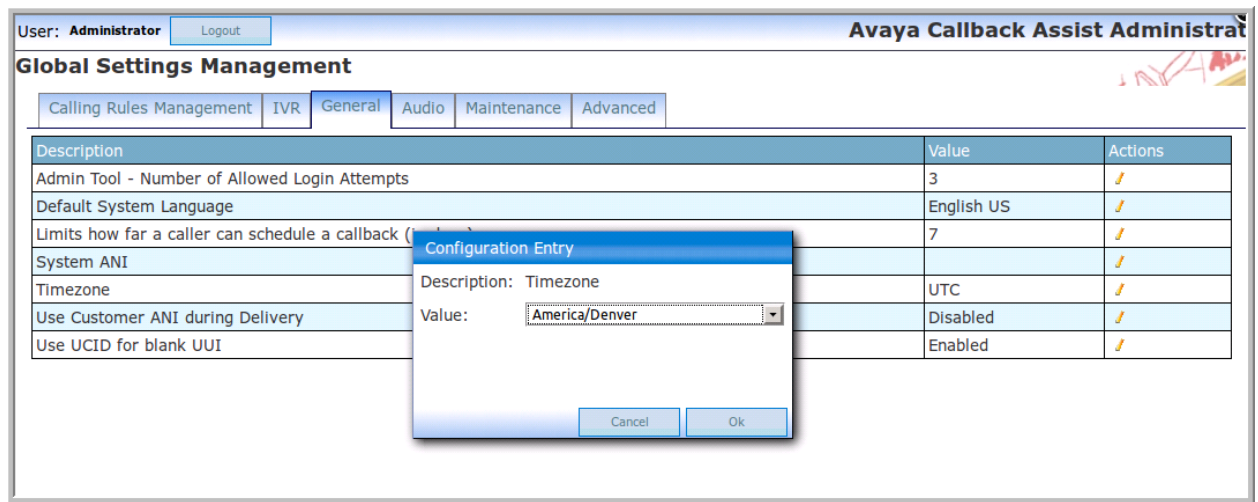 User: Administrator Logout Avaya Callback Assist Administrat
Global Settings Management
Calling Rules Management IVR General Audio Maintenance Advanced
Description Value Actions
Admin Tool - Number of Allowed Login Attempts 3
Default System Language English US
Limits how far a caller can schedule a callback ( 7
Configuration Entry
System ANI
Description: Timezone
Timezone UTC
Value: America/Denver
Use Customer ANI during Delivery Disabled
Use UCID for blank UUI Enabled
Cancel Ok